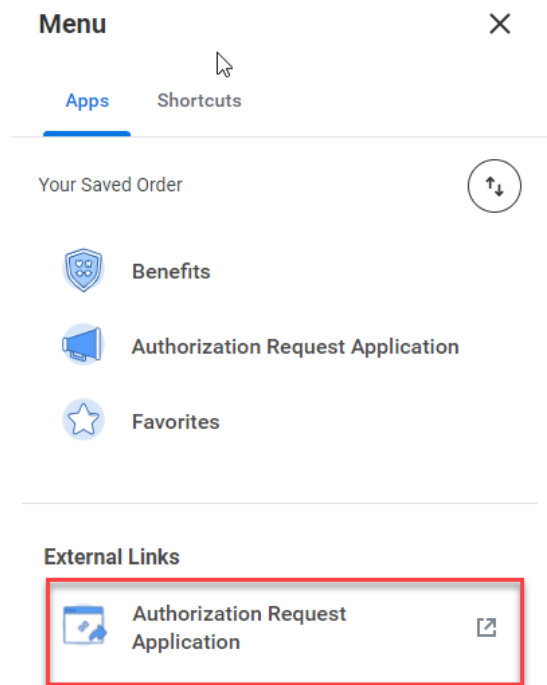 Menu
Apps Shortcuts
Your Saved Order
Benefits
Authorization Request Application
Favorites
External Links
Authorization Request
Application